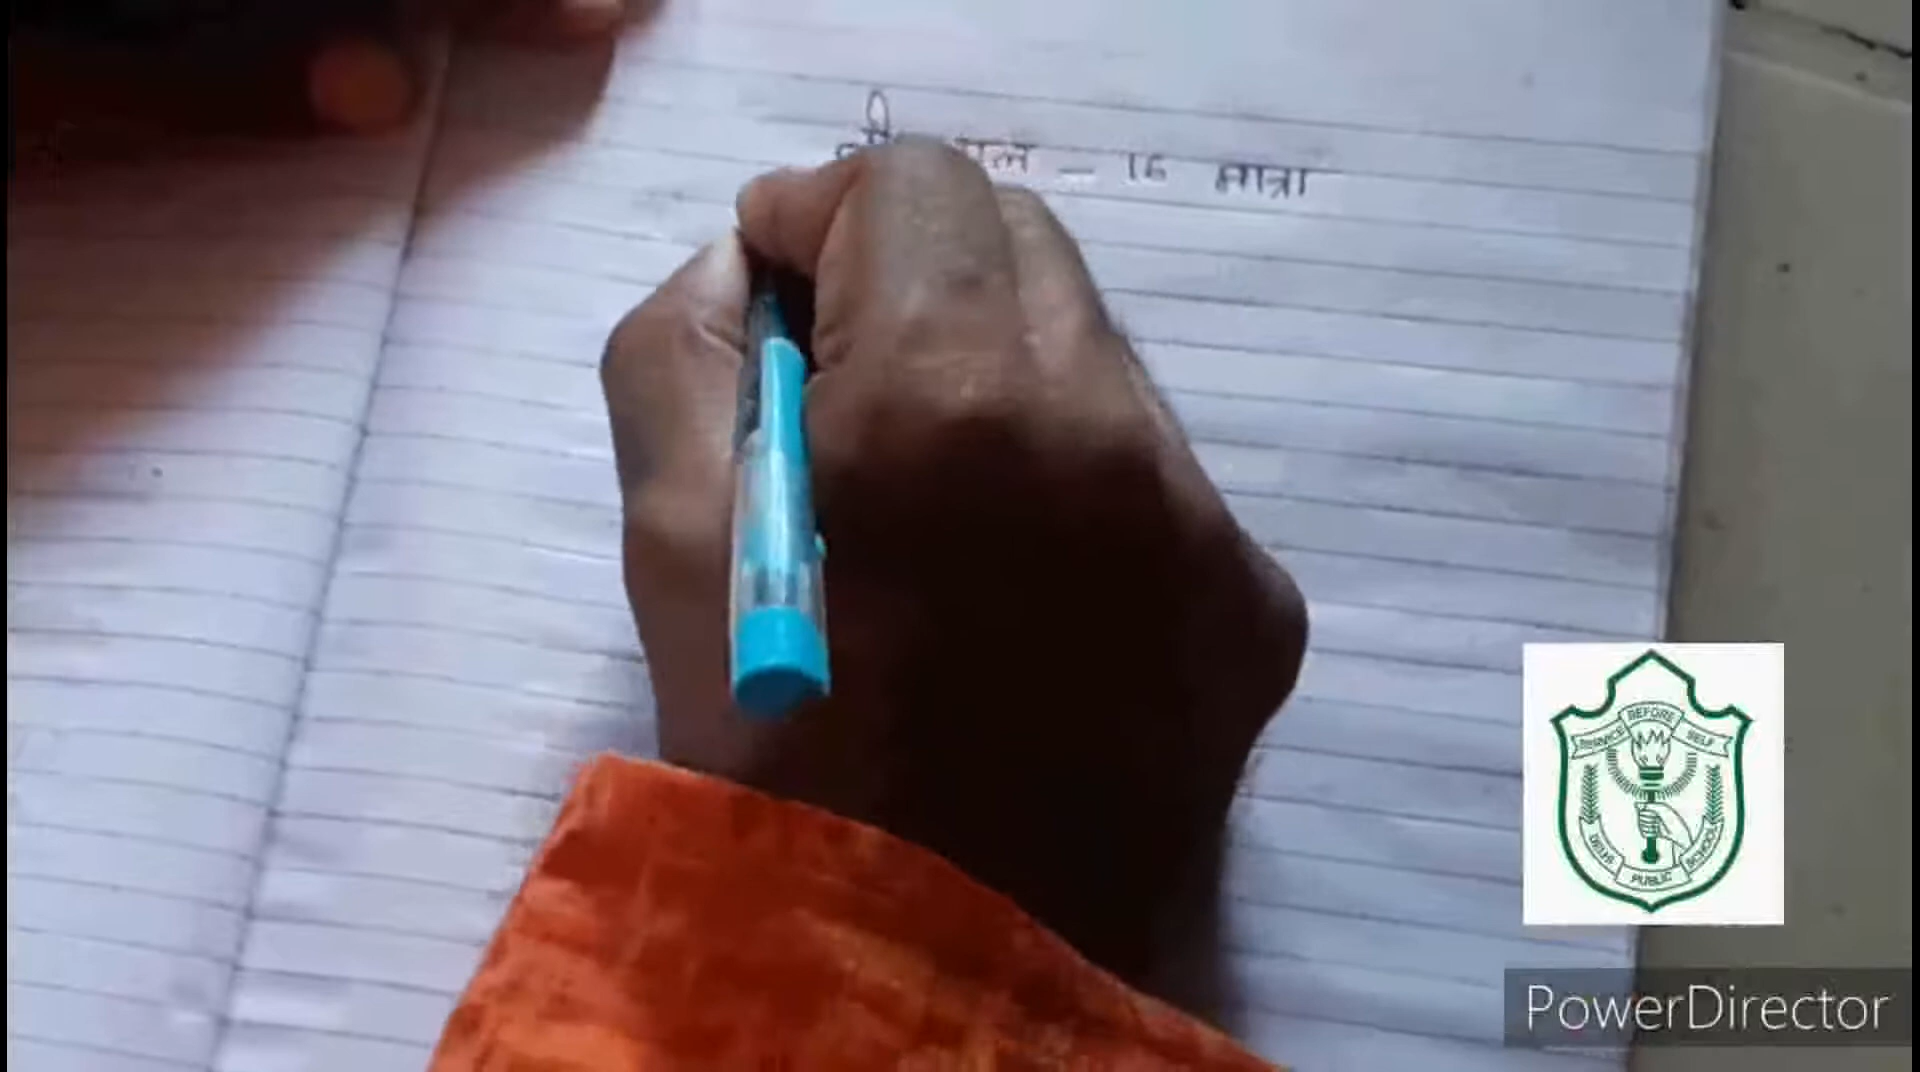 ताल – 16 मात्रा
SERVICE BEFORE SELF
DELHI PUBLIC SCHOOL
PowerDirector